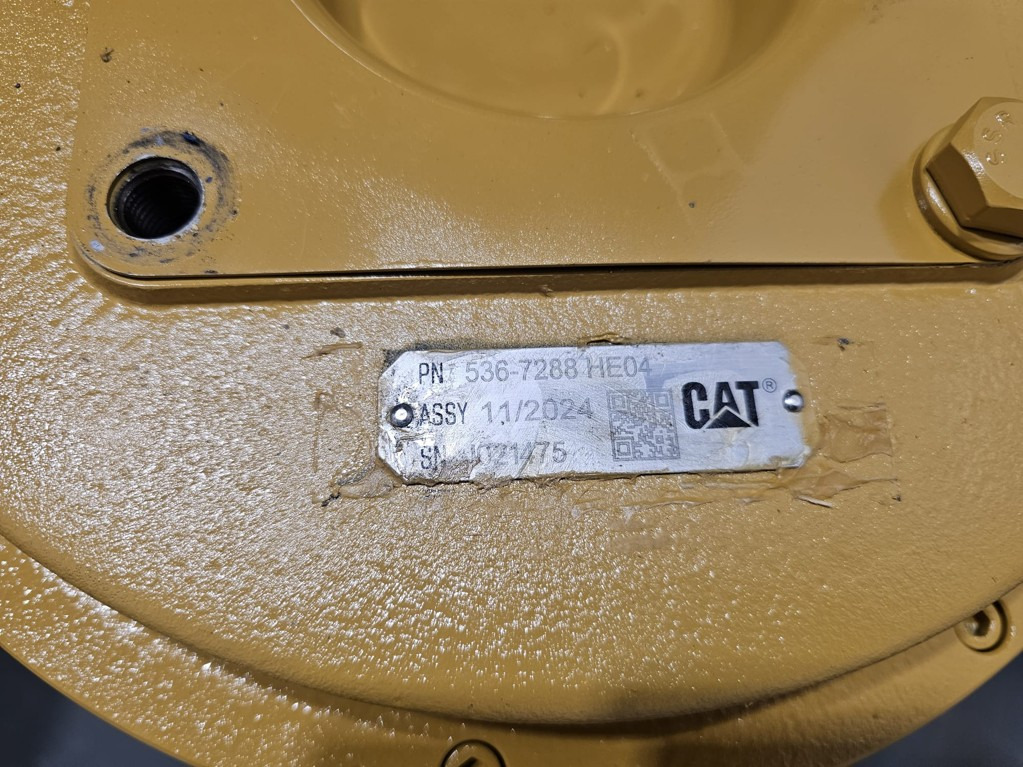 PN 536-7288 HE04
ASSY 11/2024
SN
CAT®